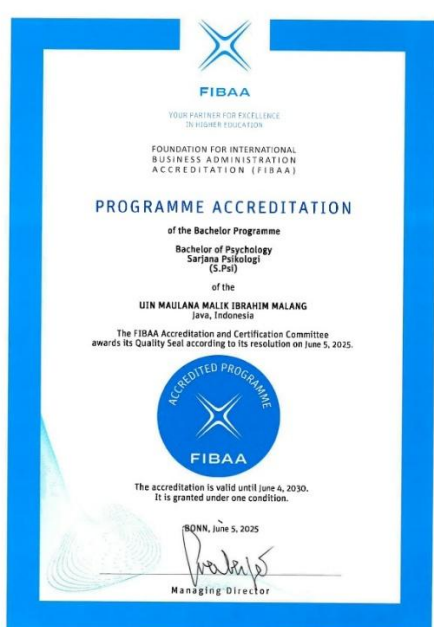 FIBAA
YOUR PARTNER FOR EXCELLENCE
IN HIGHER EDUCATION
FOUNDATION FOR INTERNATIONAL
BUSINESS ADMINISTRATION
ACCREDITATION (FIBAA)
PROGRAMME ACCREDITATION
of the Bachelor Programme
Bachelor of Psychology
Sarjana Psikologi
(S.Psi)
of the
UIN MAULANA MALIK IBRAHIM MALANG
Java, Indonesia
The FIBAA Accreditation and Certification Committee
awards its Quality Seal according to its resolution on June 5, 2025.
ACCREDITED PROGRAMME
FIBAA
The accreditation is valid until June 4, 2030.
It is granted under one condition.
BONN, June 5, 2025
Managing Director